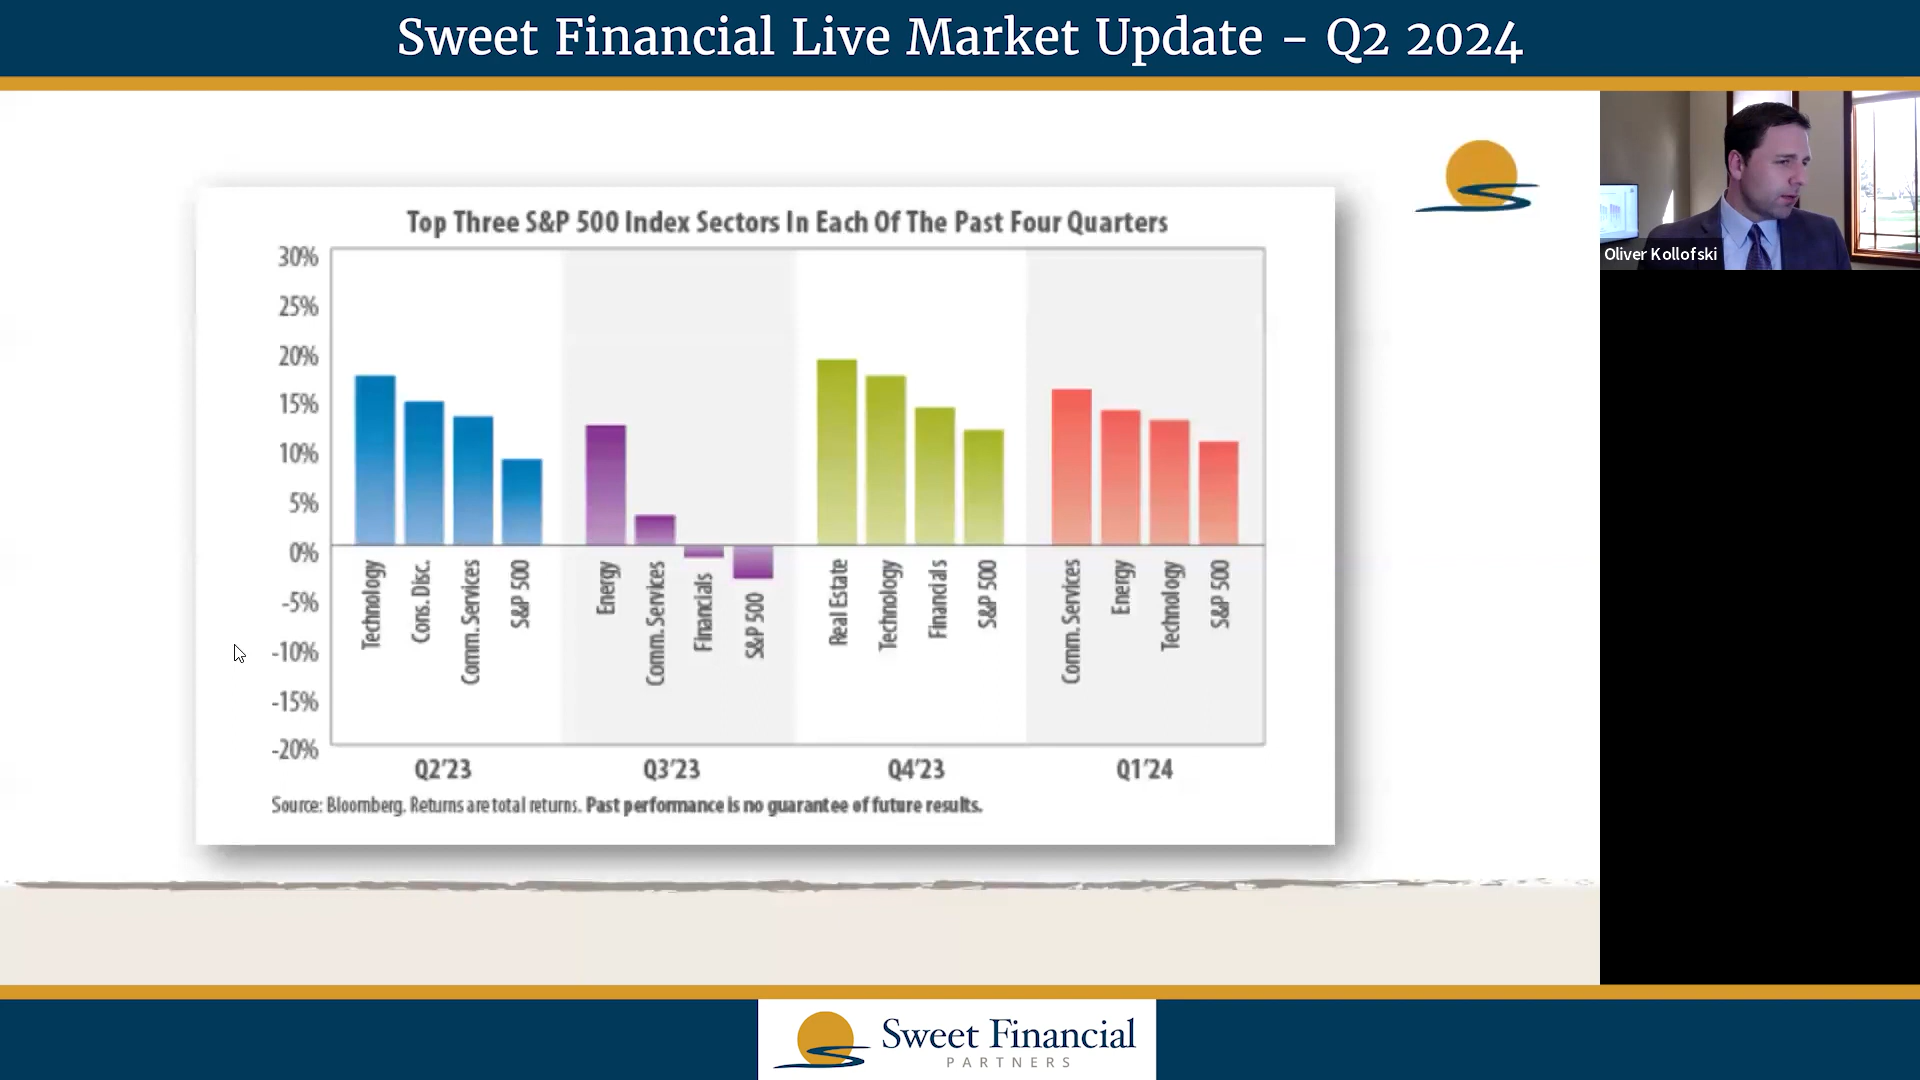 Sweet Financial Live Market Update - Q2 2024
Oliver Kollofski
Top Three S&P 500 Index Sectors In Each Of The Past Four Quarters
30%
25%
20%
15%
10%
5%
0%
-5%
-10%
-15%
-20%
Technology
Cons. Disc.
Comm. Services
S&P 500
Energy
Comm. Services
Financials
S&P 500
Real Estate
Technology
Financials
S&P 500
Comm. Services
Energy
Technology
S&P 500
Q2'23
Q3'23
Q4'23
Q1'24
Source: Bloomberg. Returns are total returns. Past performance is no guarantee of future results.
Sweet Financial
PARTNERS